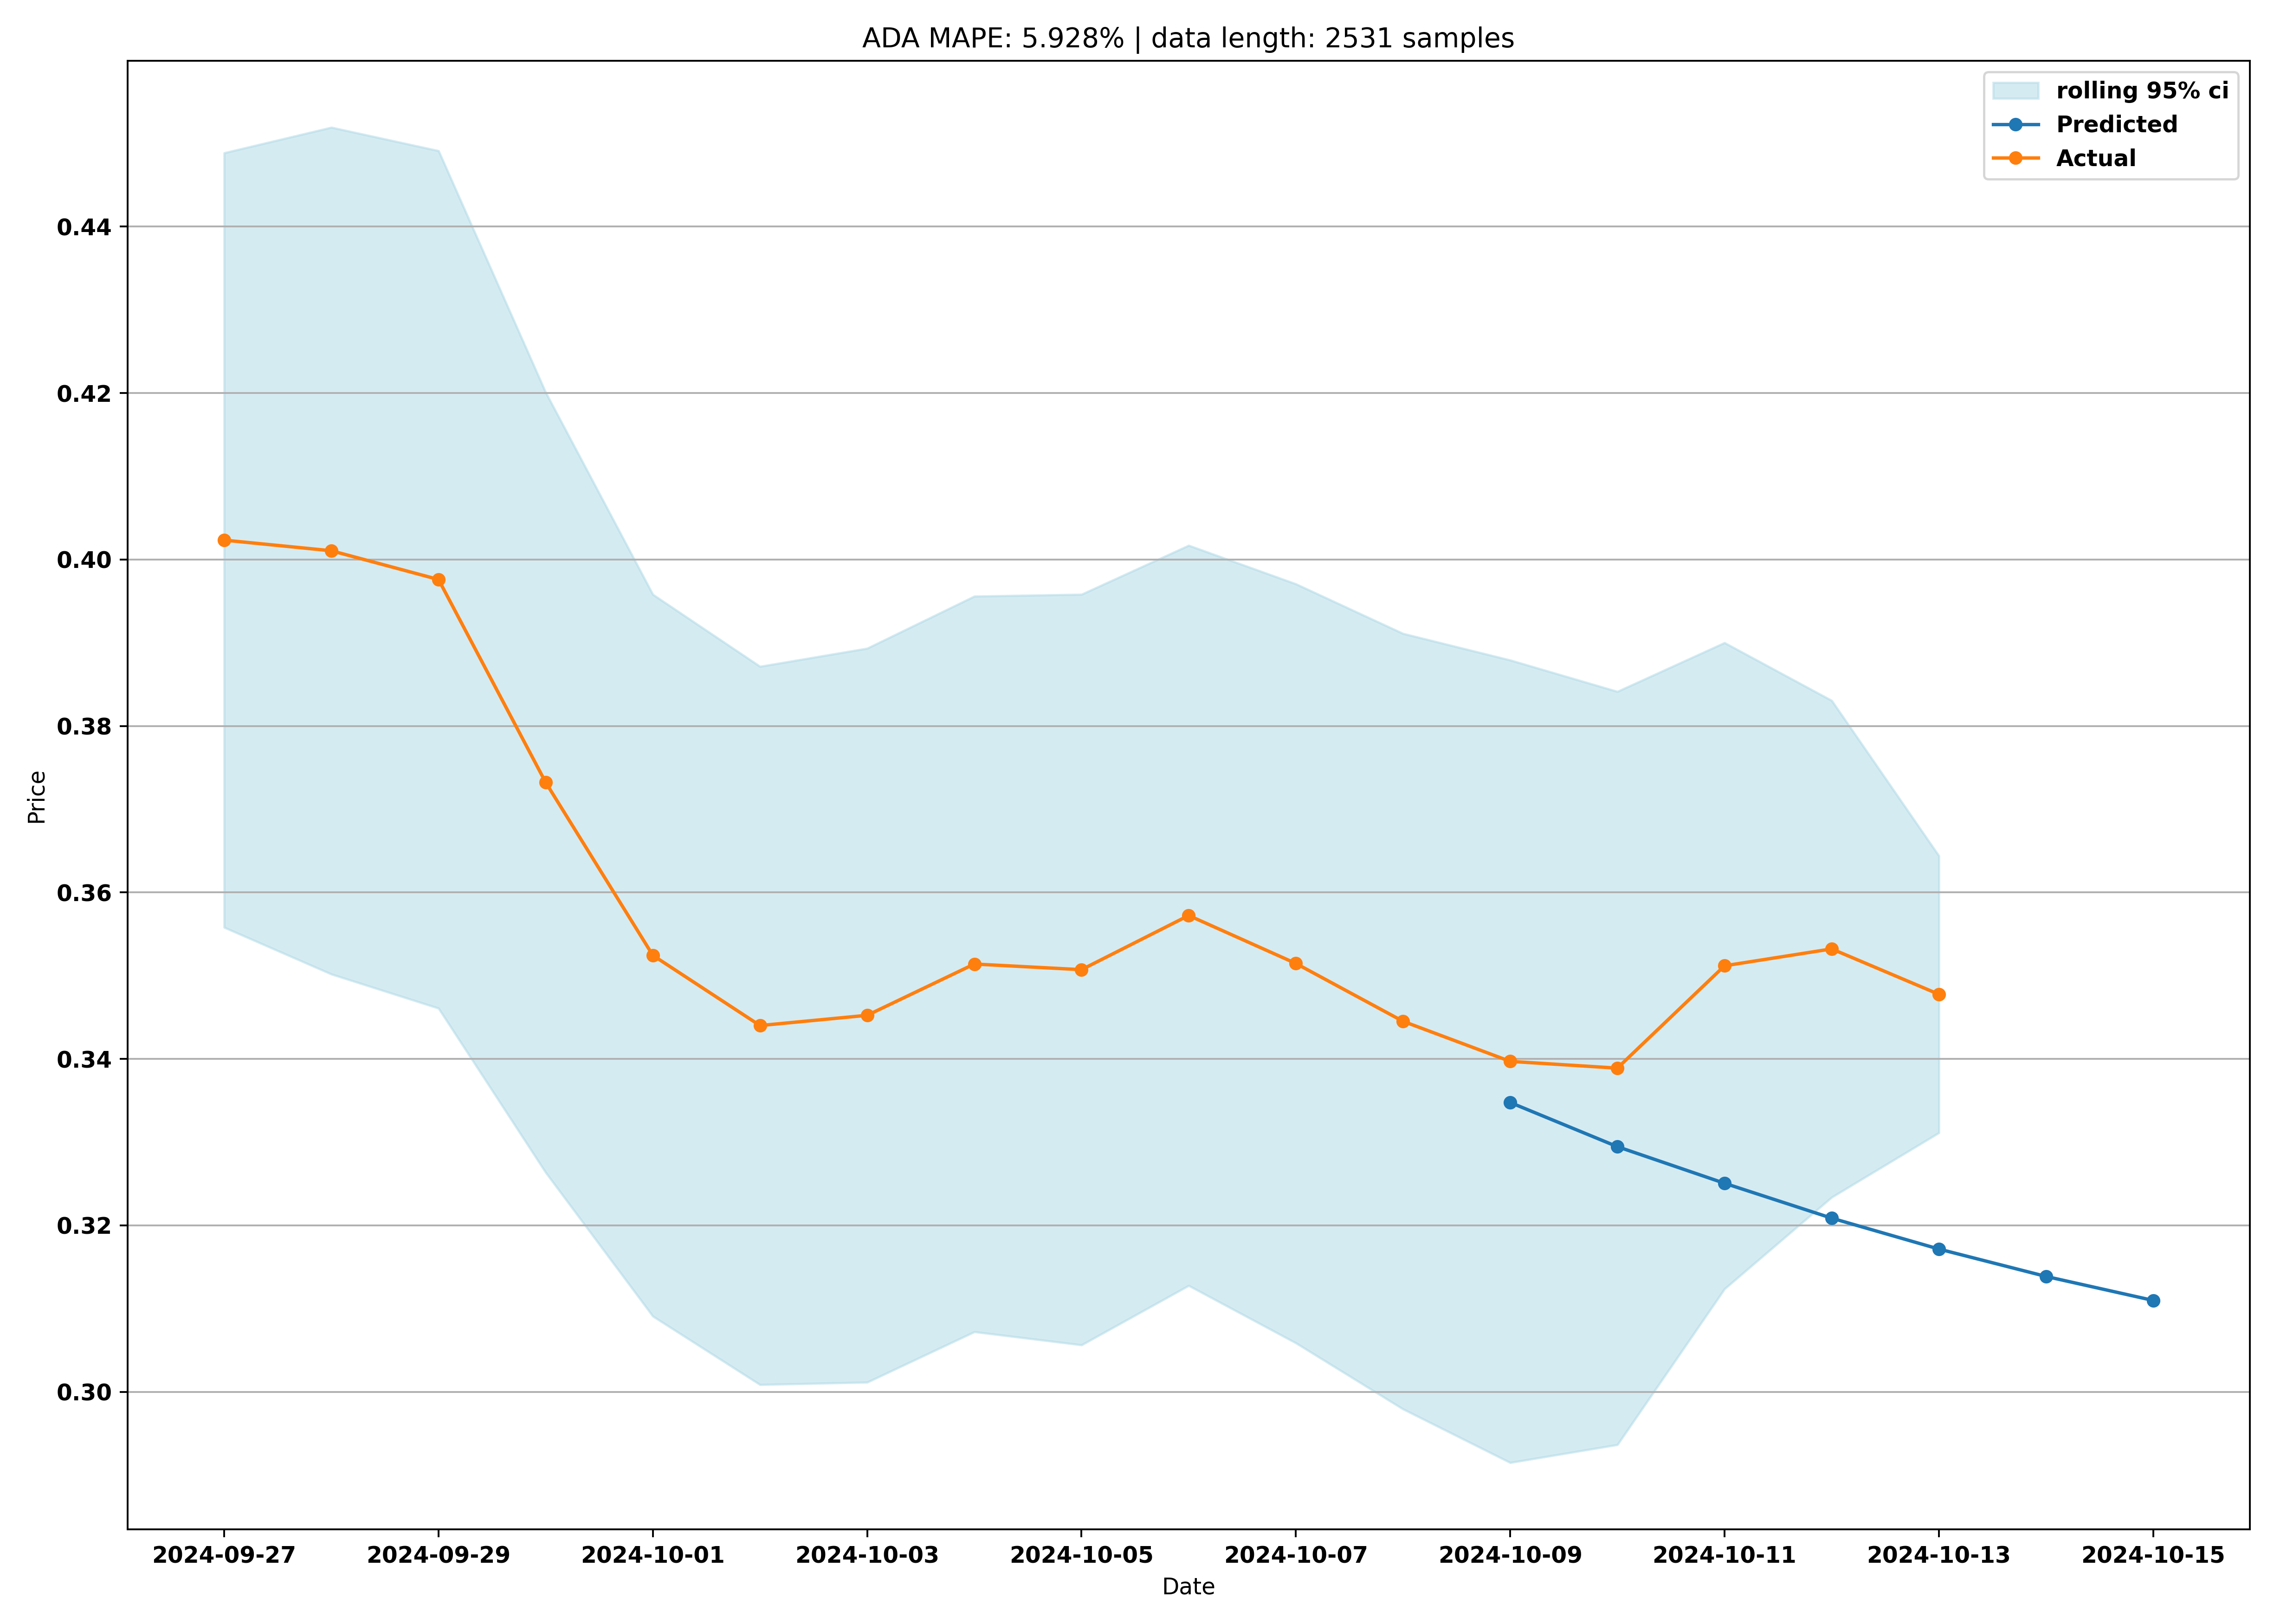 ADA MAPE: 5.928% | data length: 2531 samples
rolling 95% ci
Predicted
Actual
0.44
0.42
0.40
0.38
0.36
0.34
0.32
0.30
Price
2024-09-27 2024-09-29 2024-10-01 2024-10-03 2024-10-05 2024-10-07 2024-10-09 2024-10-11 2024-10-13 2024-10-15
Date